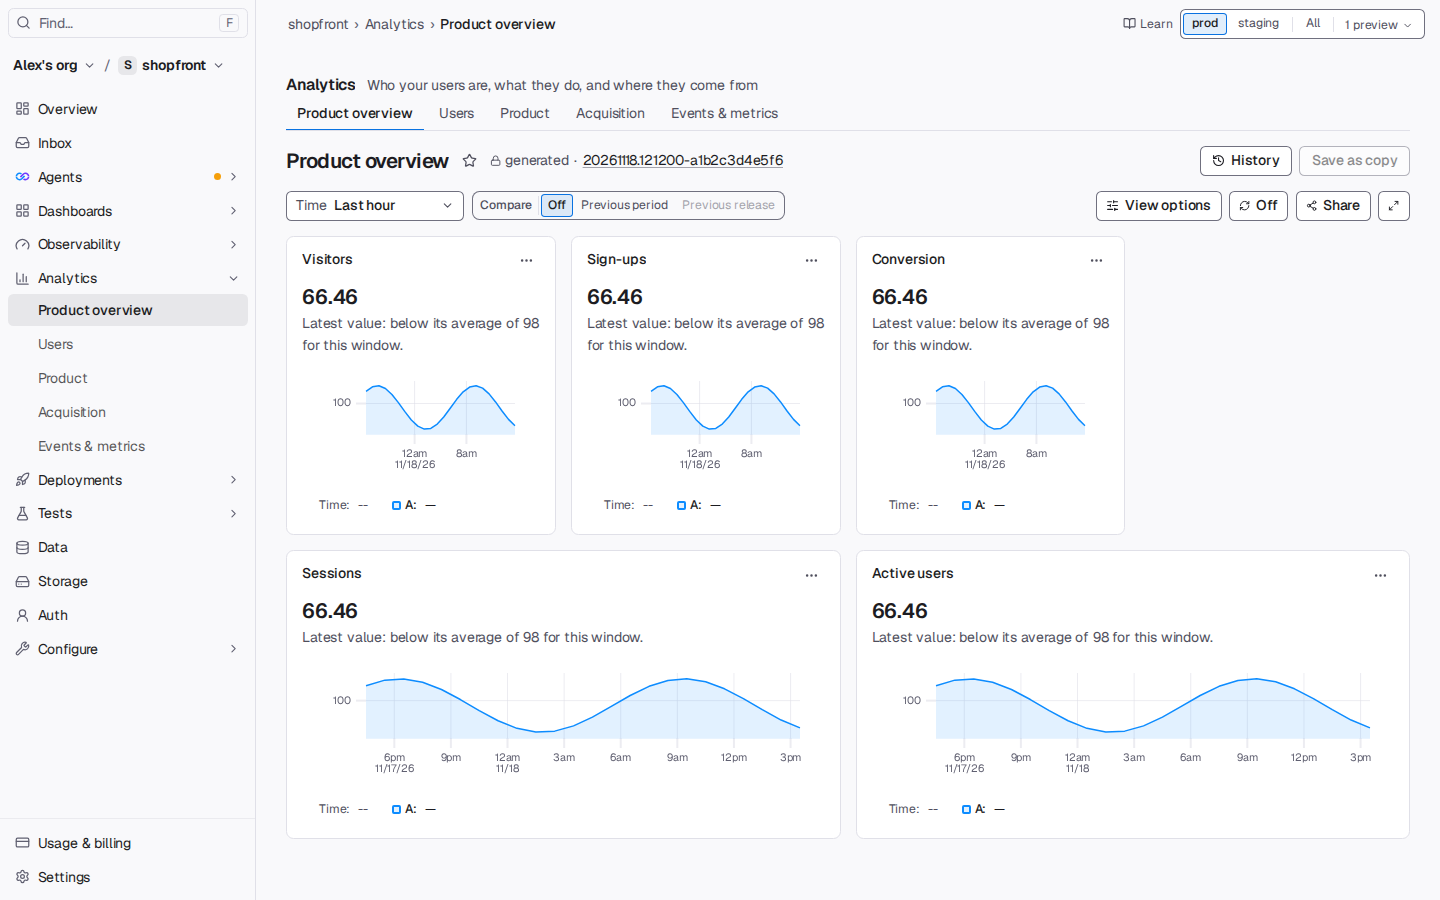 Find...
F
Alex's org / S shopfront
Overview
Inbox
Agents
Dashboards
Observability
Analytics
Product overview
Users
Product
Acquisition
Events & metrics
Deployments
Tests
Data
Storage
Auth
Configure
Usage & billing
Settings
shopfront › Analytics › Product overview
Learn
prod staging All 1 preview
Analytics Who your users are, what they do, and where they come from
Product overview Users Product Acquisition Events & metrics
Product overview generated · 20261118.121200-a1b2c3d4e5f6
History Save as copy
Time Last hour Compare Off Previous period Previous release
View options Off Share
Visitors
66.46
Latest value: below its average of 98
for this window.
100
12am 8am
11/18/26
Time: -- A: —
Sign-ups
66.46
Latest value: below its average of 98
for this window.
100
12am 8am
11/18/26
Time: -- A: —
Conversion
66.46
Latest value: below its average of 98
for this window.
100
12am 8am
11/18/26
Time: -- A: —
Sessions
66.46
Latest value: below its average of 98 for this window.
100
6pm 9pm 12am 3am 6am 9am 12pm 3pm
11/17/26 11/18
Time: -- A: —
Active users
66.46
Latest value: below its average of 98 for this window.
100
6pm 9pm 12am 3am 6am 9am 12pm 3pm
11/17/26 11/18
Time: -- A: —